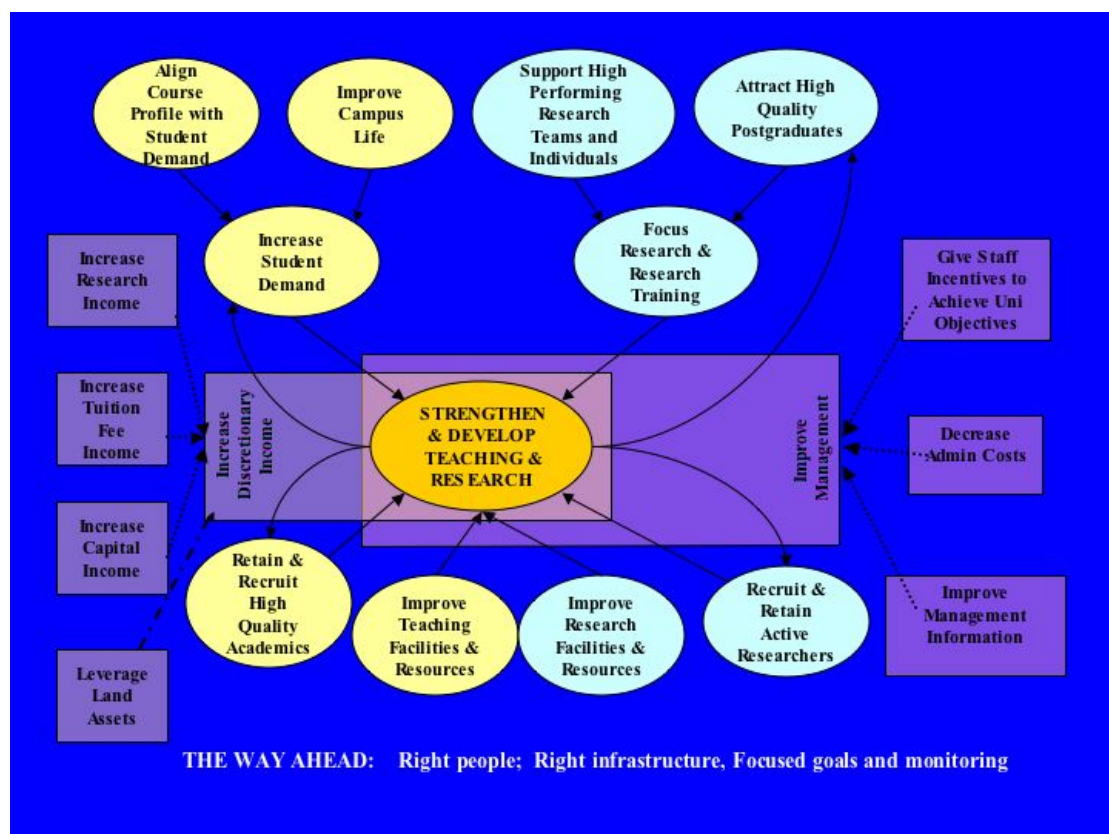 Align
Course
Profile with
Student
Demand
Improve
Campus
Life
Support High
Performing
Research
Teams and
Individuals
Attract High
Quality
Postgraduates
Increase
Student
Demand
Focus
Research &
Research
Training
Increase
Research
Income
Give Staff
Incentives to
Achieve Uni
Objectives
Increase
Tuition
Fee
Income
Increase
Discretionary
Income
STRENGTHEN
& DEVELOP
TEACHING &
RESEARCH
Improve
Management
Decrease
Admin Costs
Increase
Capital
Income
Retain &
Recruit
High
Quality
Academics
Improve
Teaching
Facilities &
Resources
Improve
Research
Facilities &
Resources
Recruit &
Retain
Active
Researchers
Improve
Management
Information
Leverage
Land
Assets
THE WAY AHEAD: Right people; Right infrastructure, Focused goals and monitoring